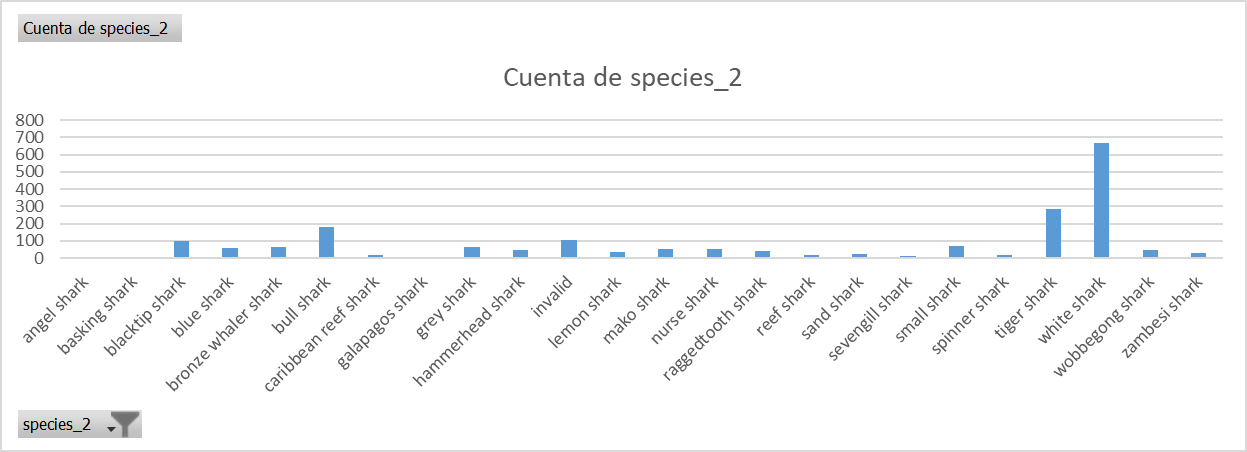 Cuenta de species_2
Cuenta de species_2
800
700
600
500
400
300
200
100
0
angel shark
basking shark
blacktip shark
blue shark
bronze whaler shark
bull shark
caribbean reef shark
galapagos shark
grey shark
hammerhead shark
invalid
lemon shark
mako shark
nurse shark
raggedtooth shark
reef shark
sand shark
sevengill shark
small shark
spinner shark
tiger shark
white shark
wobbegong shark
zambesi shark
species_2